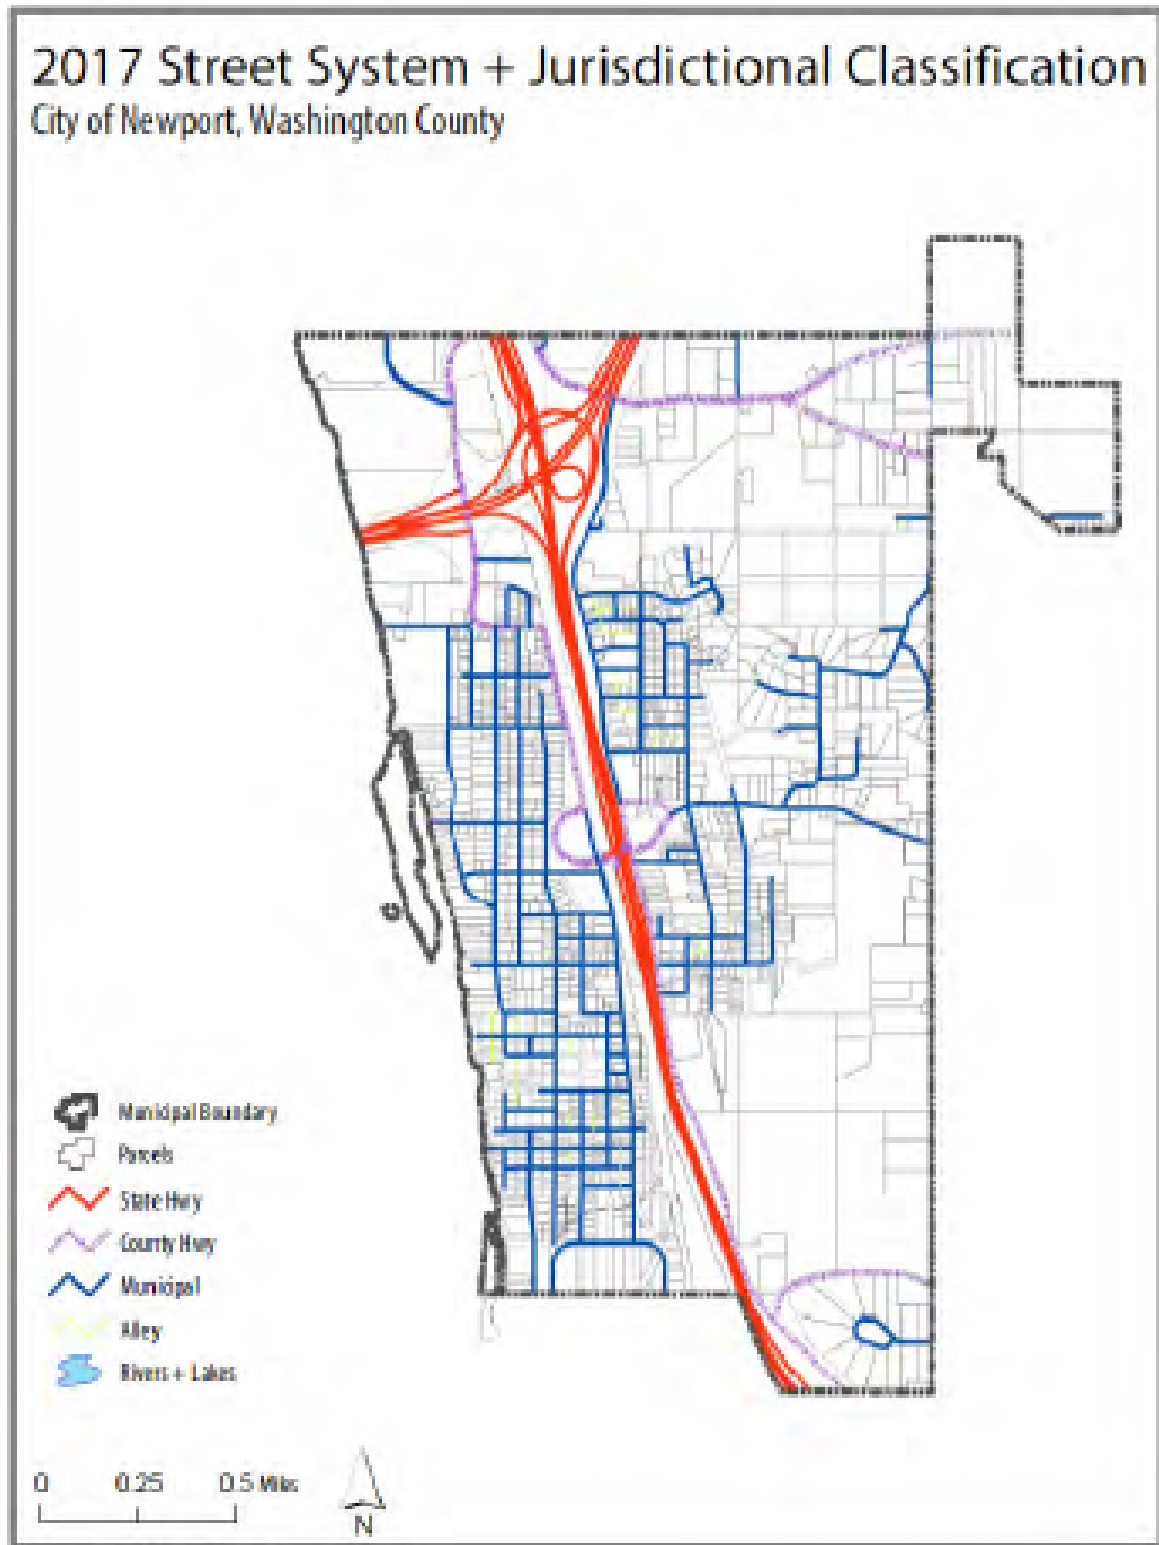 2017 Street System + Jurisdictional Classification
City of Newport, Washington County
Municipal Boundary
Parcels
State Hwy
County Hwy
Municipal
Alley
Rivers + Lakes
0 0.25 0.5 Miles
N